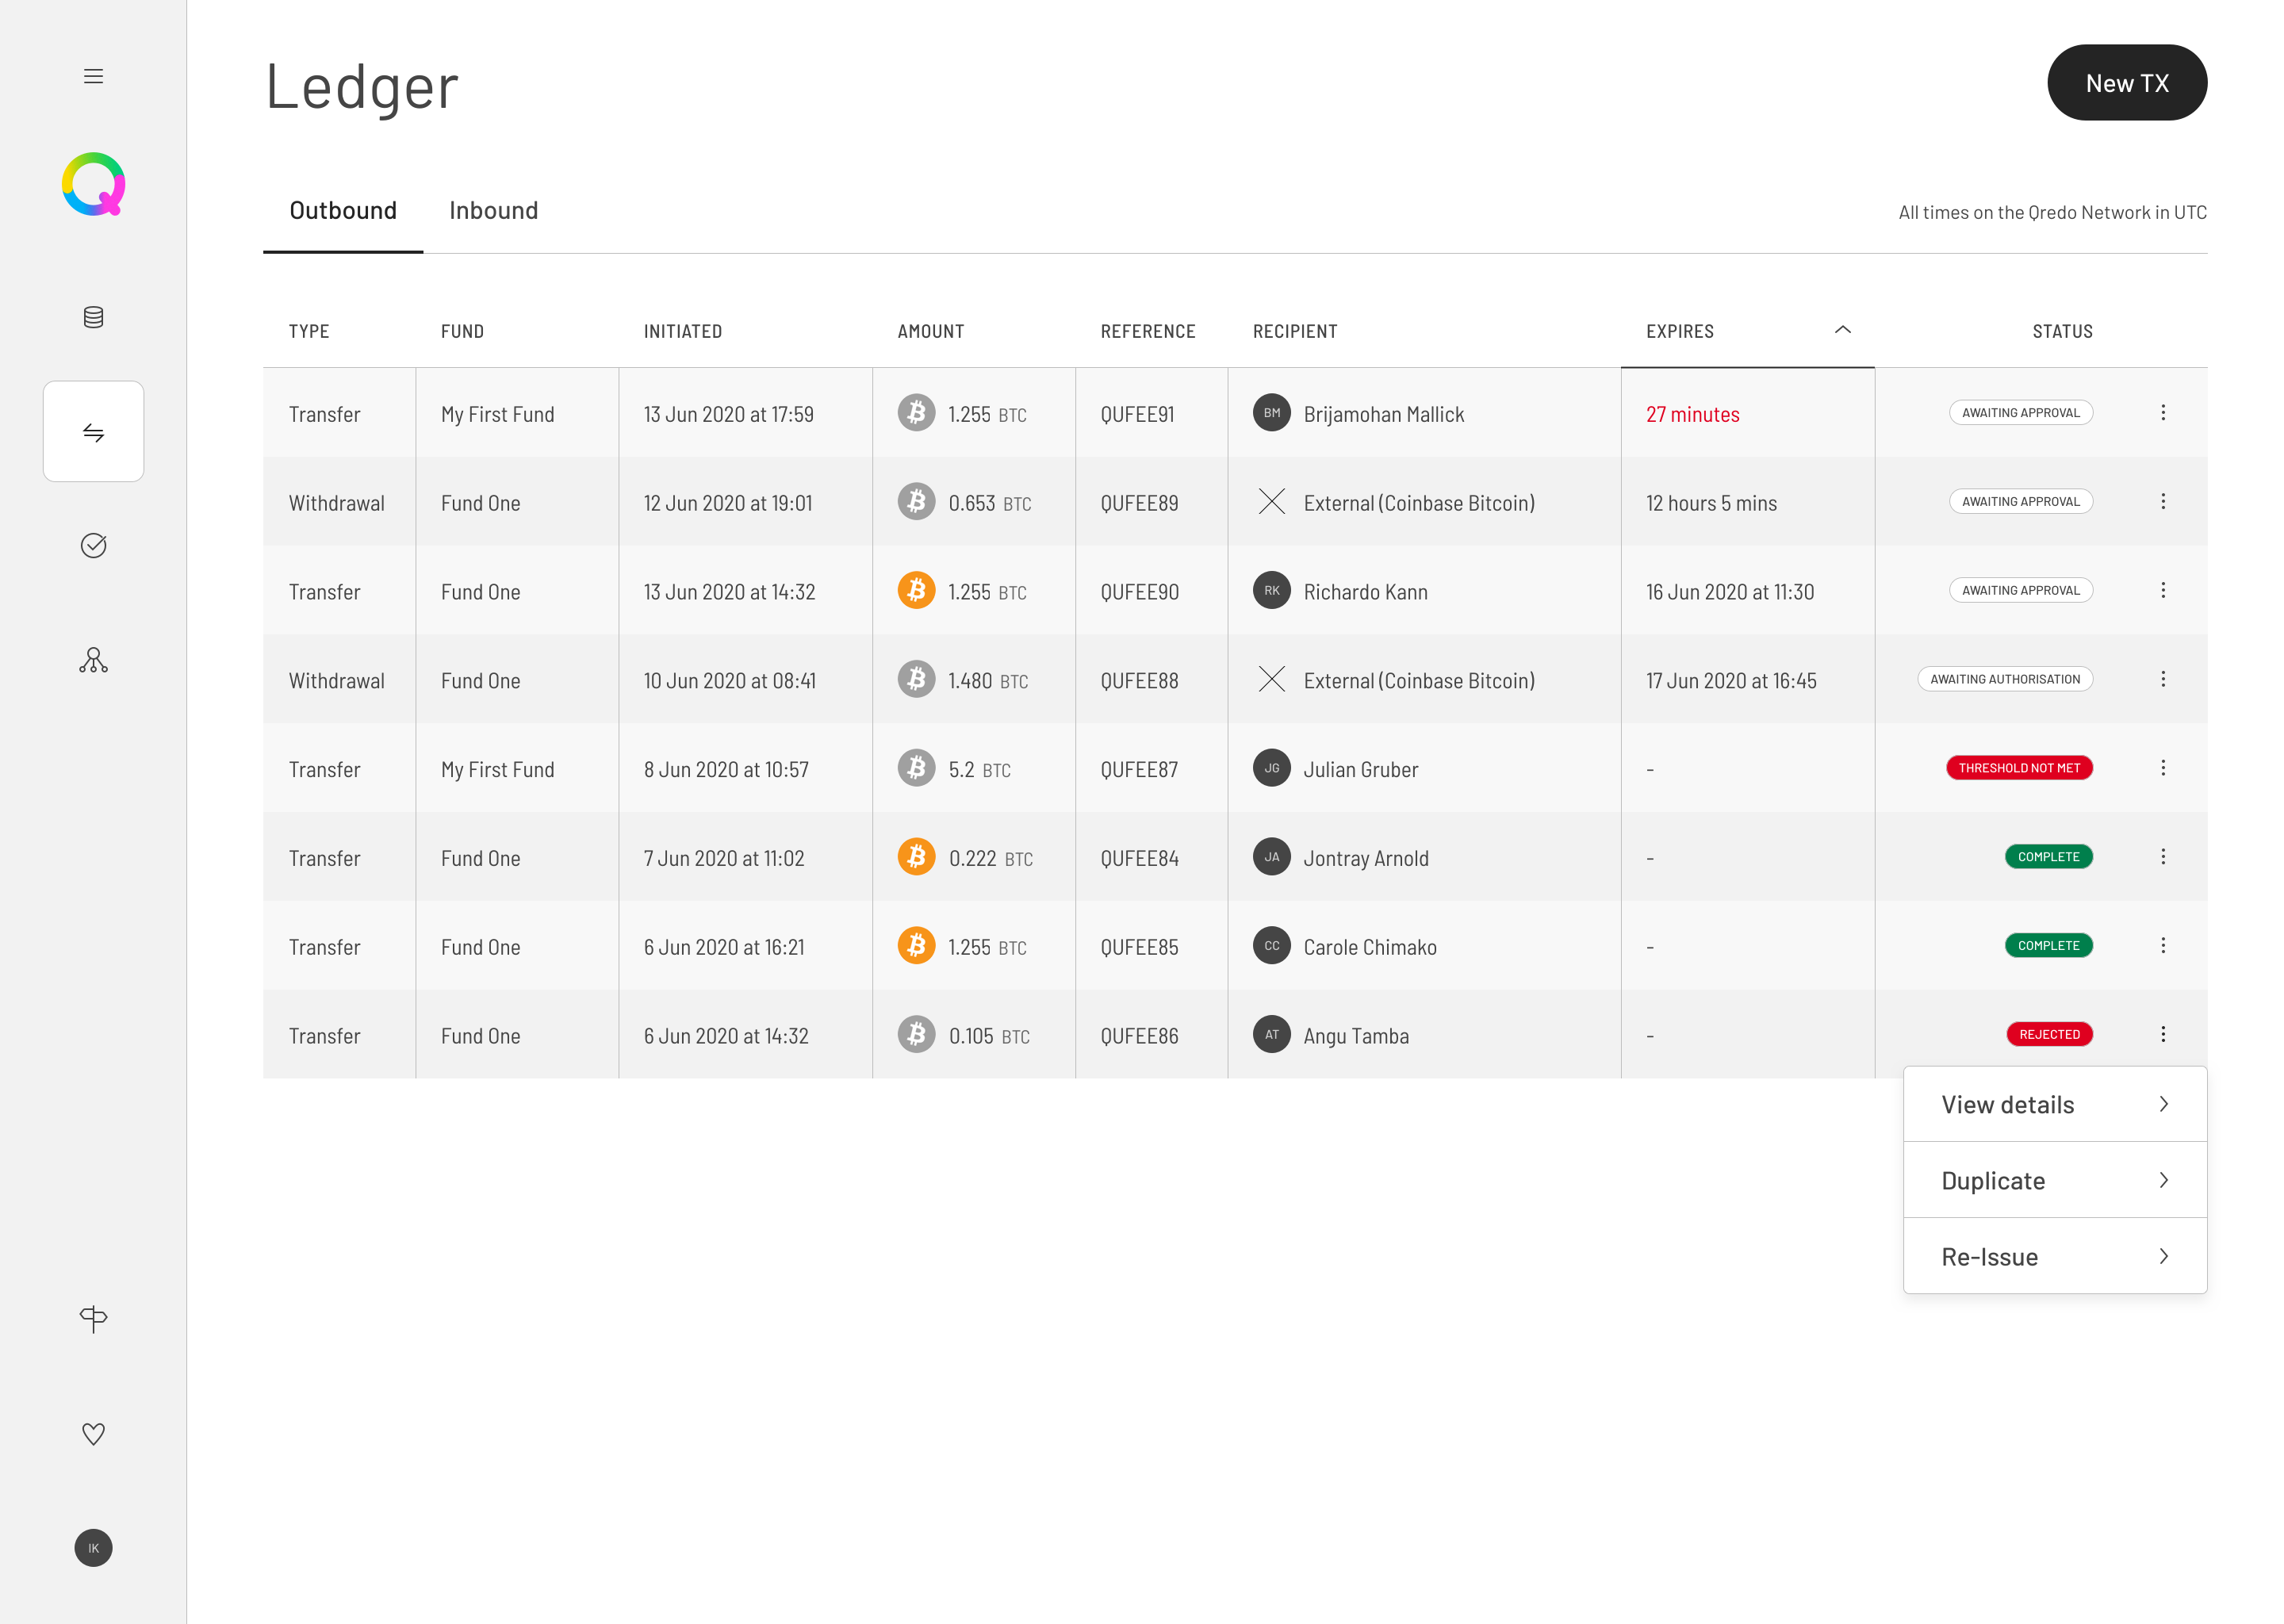 Ledger
New TX
Outbound Inbound All times on the Qredo Network in UTC
TYPE FUND INITIATED AMOUNT REFERENCE RECIPIENT EXPIRES STATUS
Transfer My First Fund 13 Jun 2020 at 17:59 1.255 BTC QUFEE91 BM Brijamohan Mallick 27 minutes AWAITING APPROVAL
Withdrawal Fund One 12 Jun 2020 at 19:01 0.653 BTC QUFEE89 External (Coinbase Bitcoin) 12 hours 5 mins AWAITING APPROVAL
Transfer Fund One 13 Jun 2020 at 14:32 1.255 BTC QUFEE90 RK Richardo Kann 16 Jun 2020 at 11:30 AWAITING APPROVAL
Withdrawal Fund One 10 Jun 2020 at 08:41 1.480 BTC QUFEE88 External (Coinbase Bitcoin) 17 Jun 2020 at 16:45 AWAITING AUTHORISATION
Transfer My First Fund 8 Jun 2020 at 10:57 5.2 BTC QUFEE87 JG Julian Gruber - THRESHOLD NOT MET
Transfer Fund One 7 Jun 2020 at 11:02 0.222 BTC QUFEE84 JA Jontray Arnold - COMPLETE
Transfer Fund One 6 Jun 2020 at 16:21 1.255 BTC QUFEE85 CC Carole Chimako - COMPLETE
Transfer Fund One 6 Jun 2020 at 14:32 0.105 BTC QUFEE86 AT Angu Tamba - REJECTED
View details
Duplicate
Re-Issue
IK